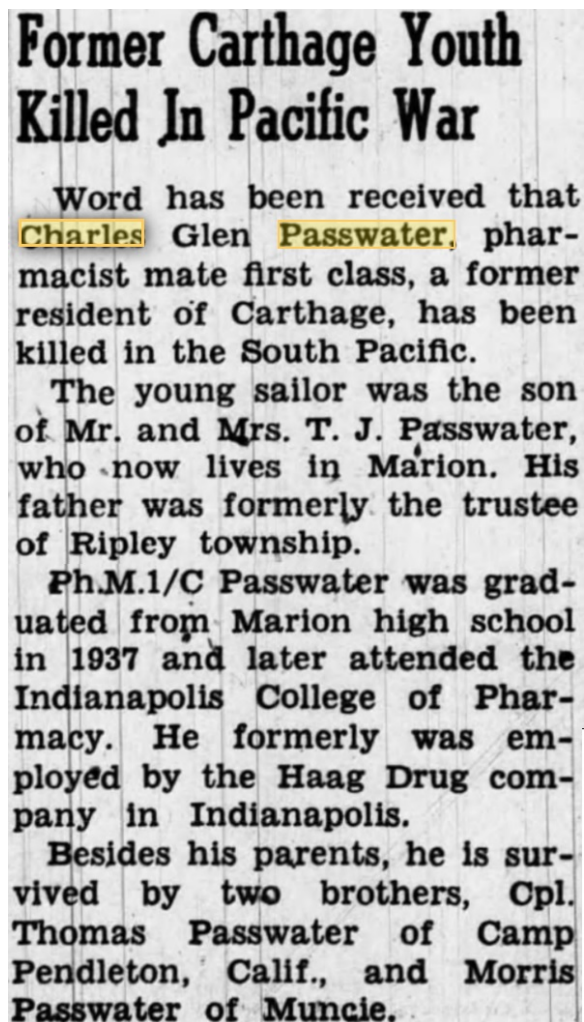 Former Carthage Youth
Killed In Pacific War
Word has been received that
Charles Glen Passwater, phar-
macist mate first class, a former
resident of Carthage, has been
killed in the South Pacific.
The young sailor was the son
of Mr. and Mrs. T. J. Passwater,
who now lives in Marion. His
father was formerly the trustee
of Ripley township.
Ph.M.1/C Passwater was grad-
uated from Marion high school
in 1937 and later attended the
Indianapolis College of Phar-
macy. He formerly was em-
ployed by the Haag Drug com-
pany in Indianapolis.
Besides his parents, he is sur-
vived by two brothers, Cpl.
Thomas Passwater of Camp
Pendleton, Calif., and Morris
Passwater of Muncie.